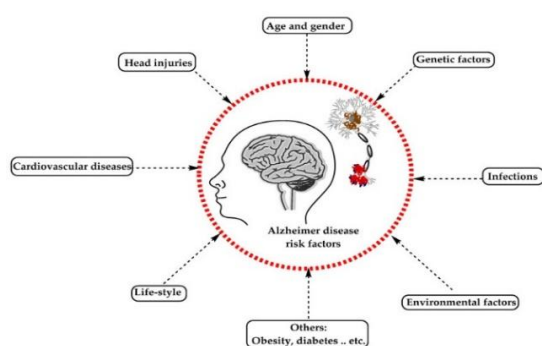 Age and gender
Head injuries
Genetic factors
Cardiovascular diseases
Infections
Alzheimer disease
risk factors
Life-style
Environmental factors
Others:
Obesity, diabetes .. etc.